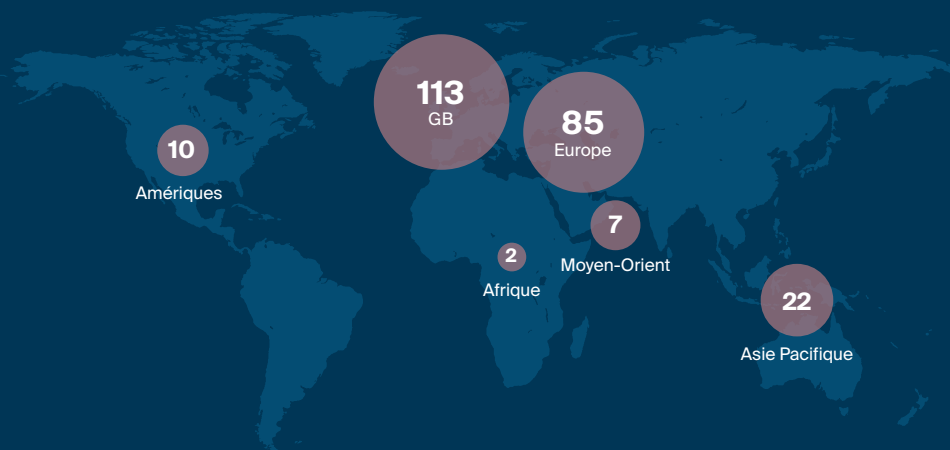 113
GB
85
Europe
10
Amériques
7
Moyen-Orient
2
Afrique
22
Asie Pacifique